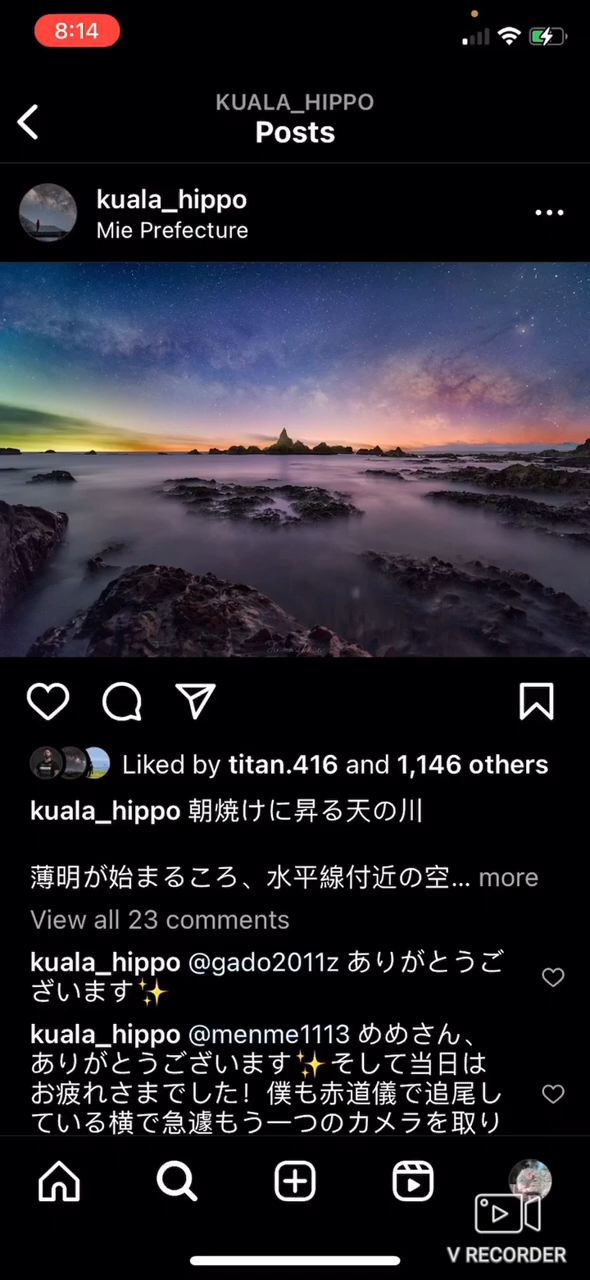 8:14
KUALA_HIPPO
Posts
kuala_hippo
Mie Prefecture
Liked by titan.416 and 1,146 others
kuala_hippo 朝焼けに昇る天の川
薄明が始まるころ、水平線付近の空... more
View all 23 comments
kuala_hippo @gado2011z ありがとうご
ざいます✨
kuala_hippo @menme1113 めめさん、
ありがとうございます✨そして当日は
お疲れさまでした！僕も赤道儀で追尾し
ている横で急遽もう一つのカメラを取り
V RECORDER